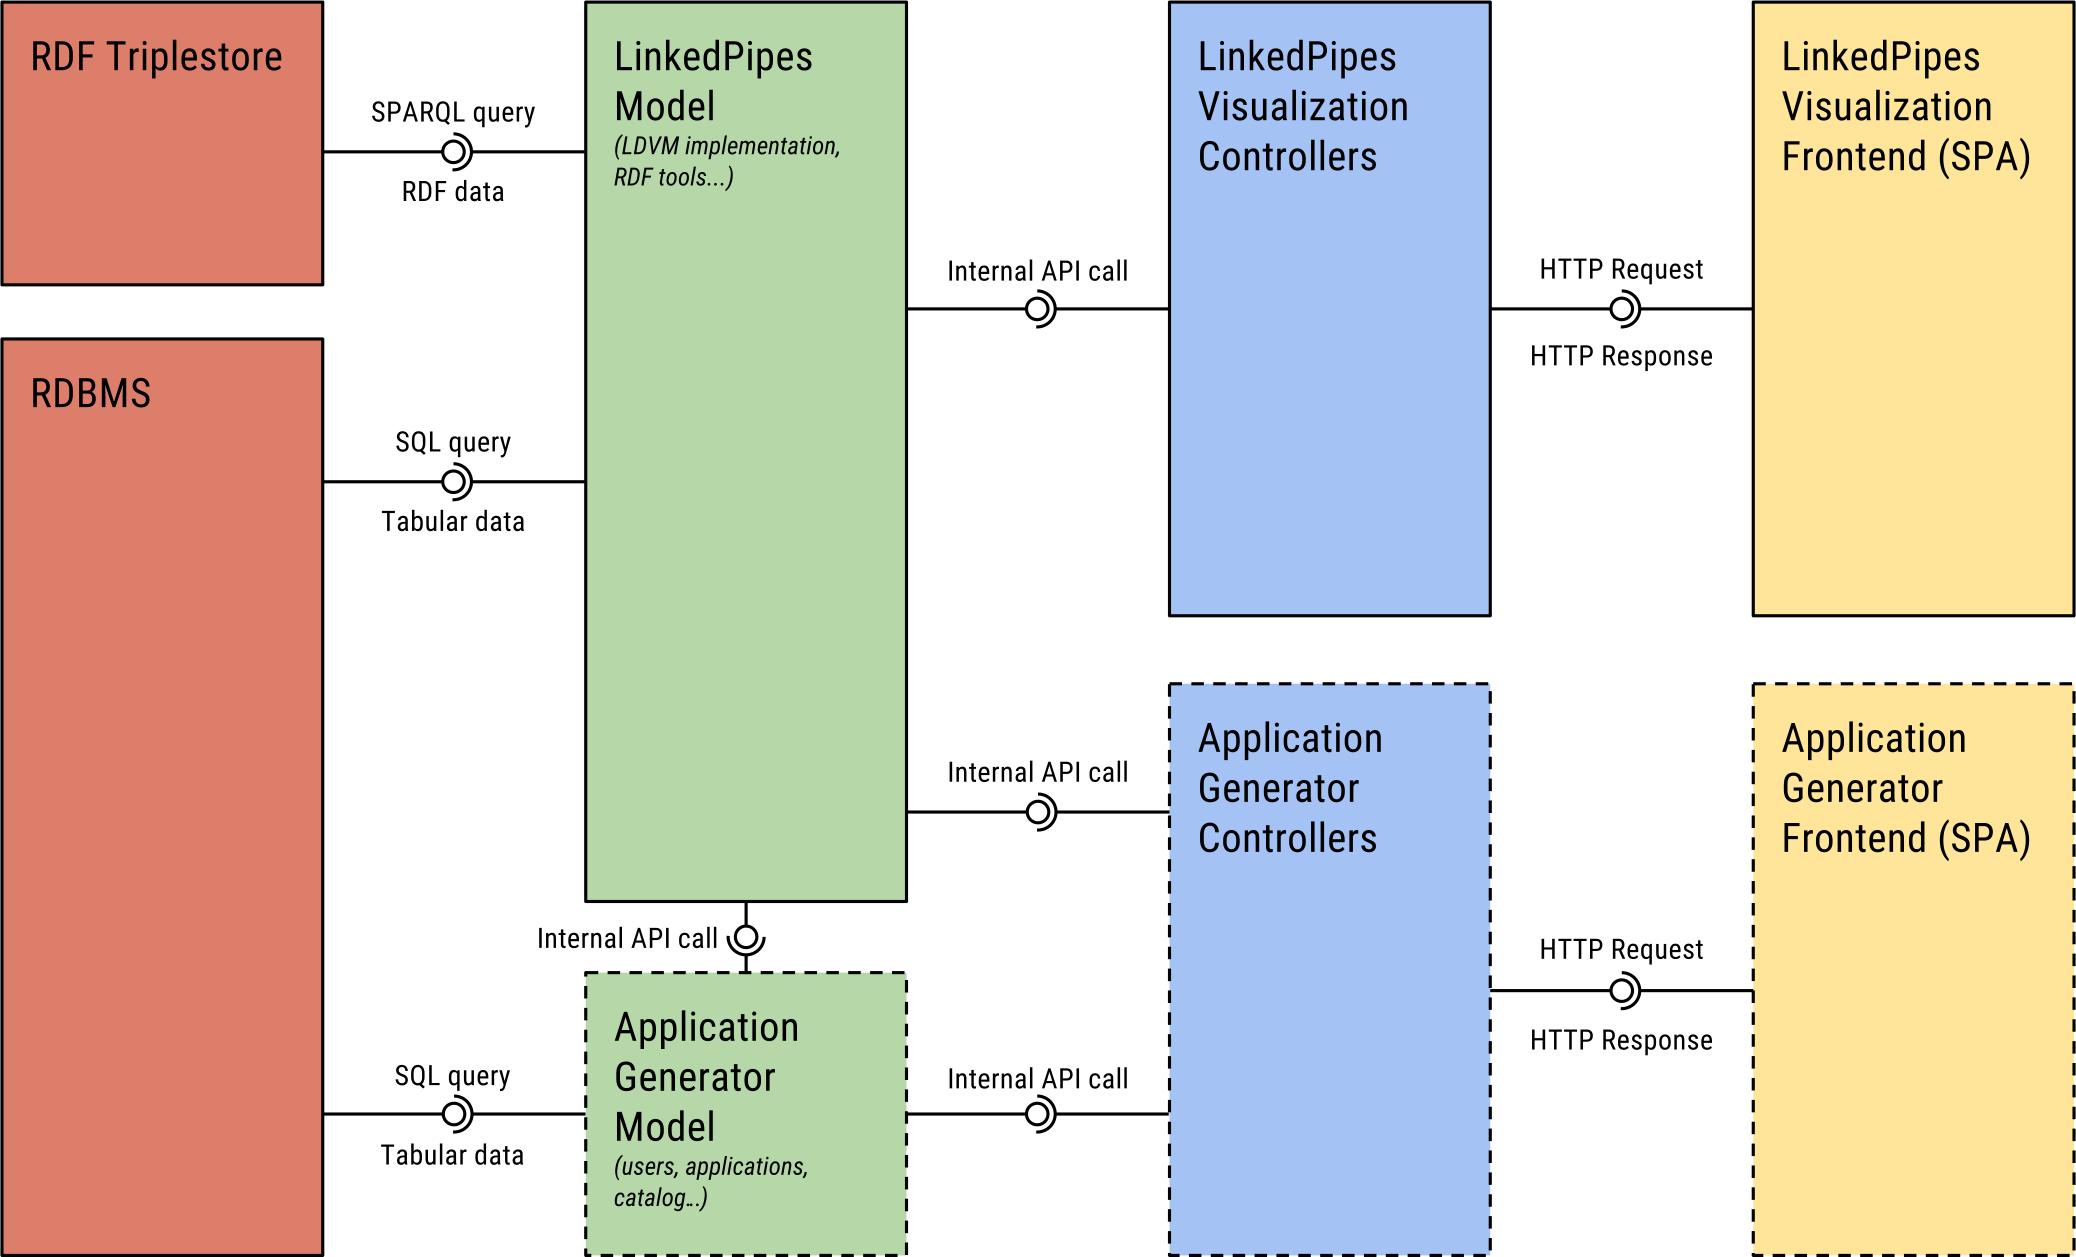 RDF Triplestore
SPARQL query
RDF data
LinkedPipes
Model
(LDVM implementation,
RDF tools...)
Internal API call
LinkedPipes
Visualization
Controllers
HTTP Request
HTTP Response
LinkedPipes
Visualization
Frontend (SPA)
RDBMS
SQL query
Tabular data
Internal API call
Application
Generator
Controllers
Application
Generator
Frontend (SPA)
Internal API call
HTTP Request
HTTP Response
SQL query
Tabular data
Application
Generator
Model
(users, applications,
catalog...)
Internal API call